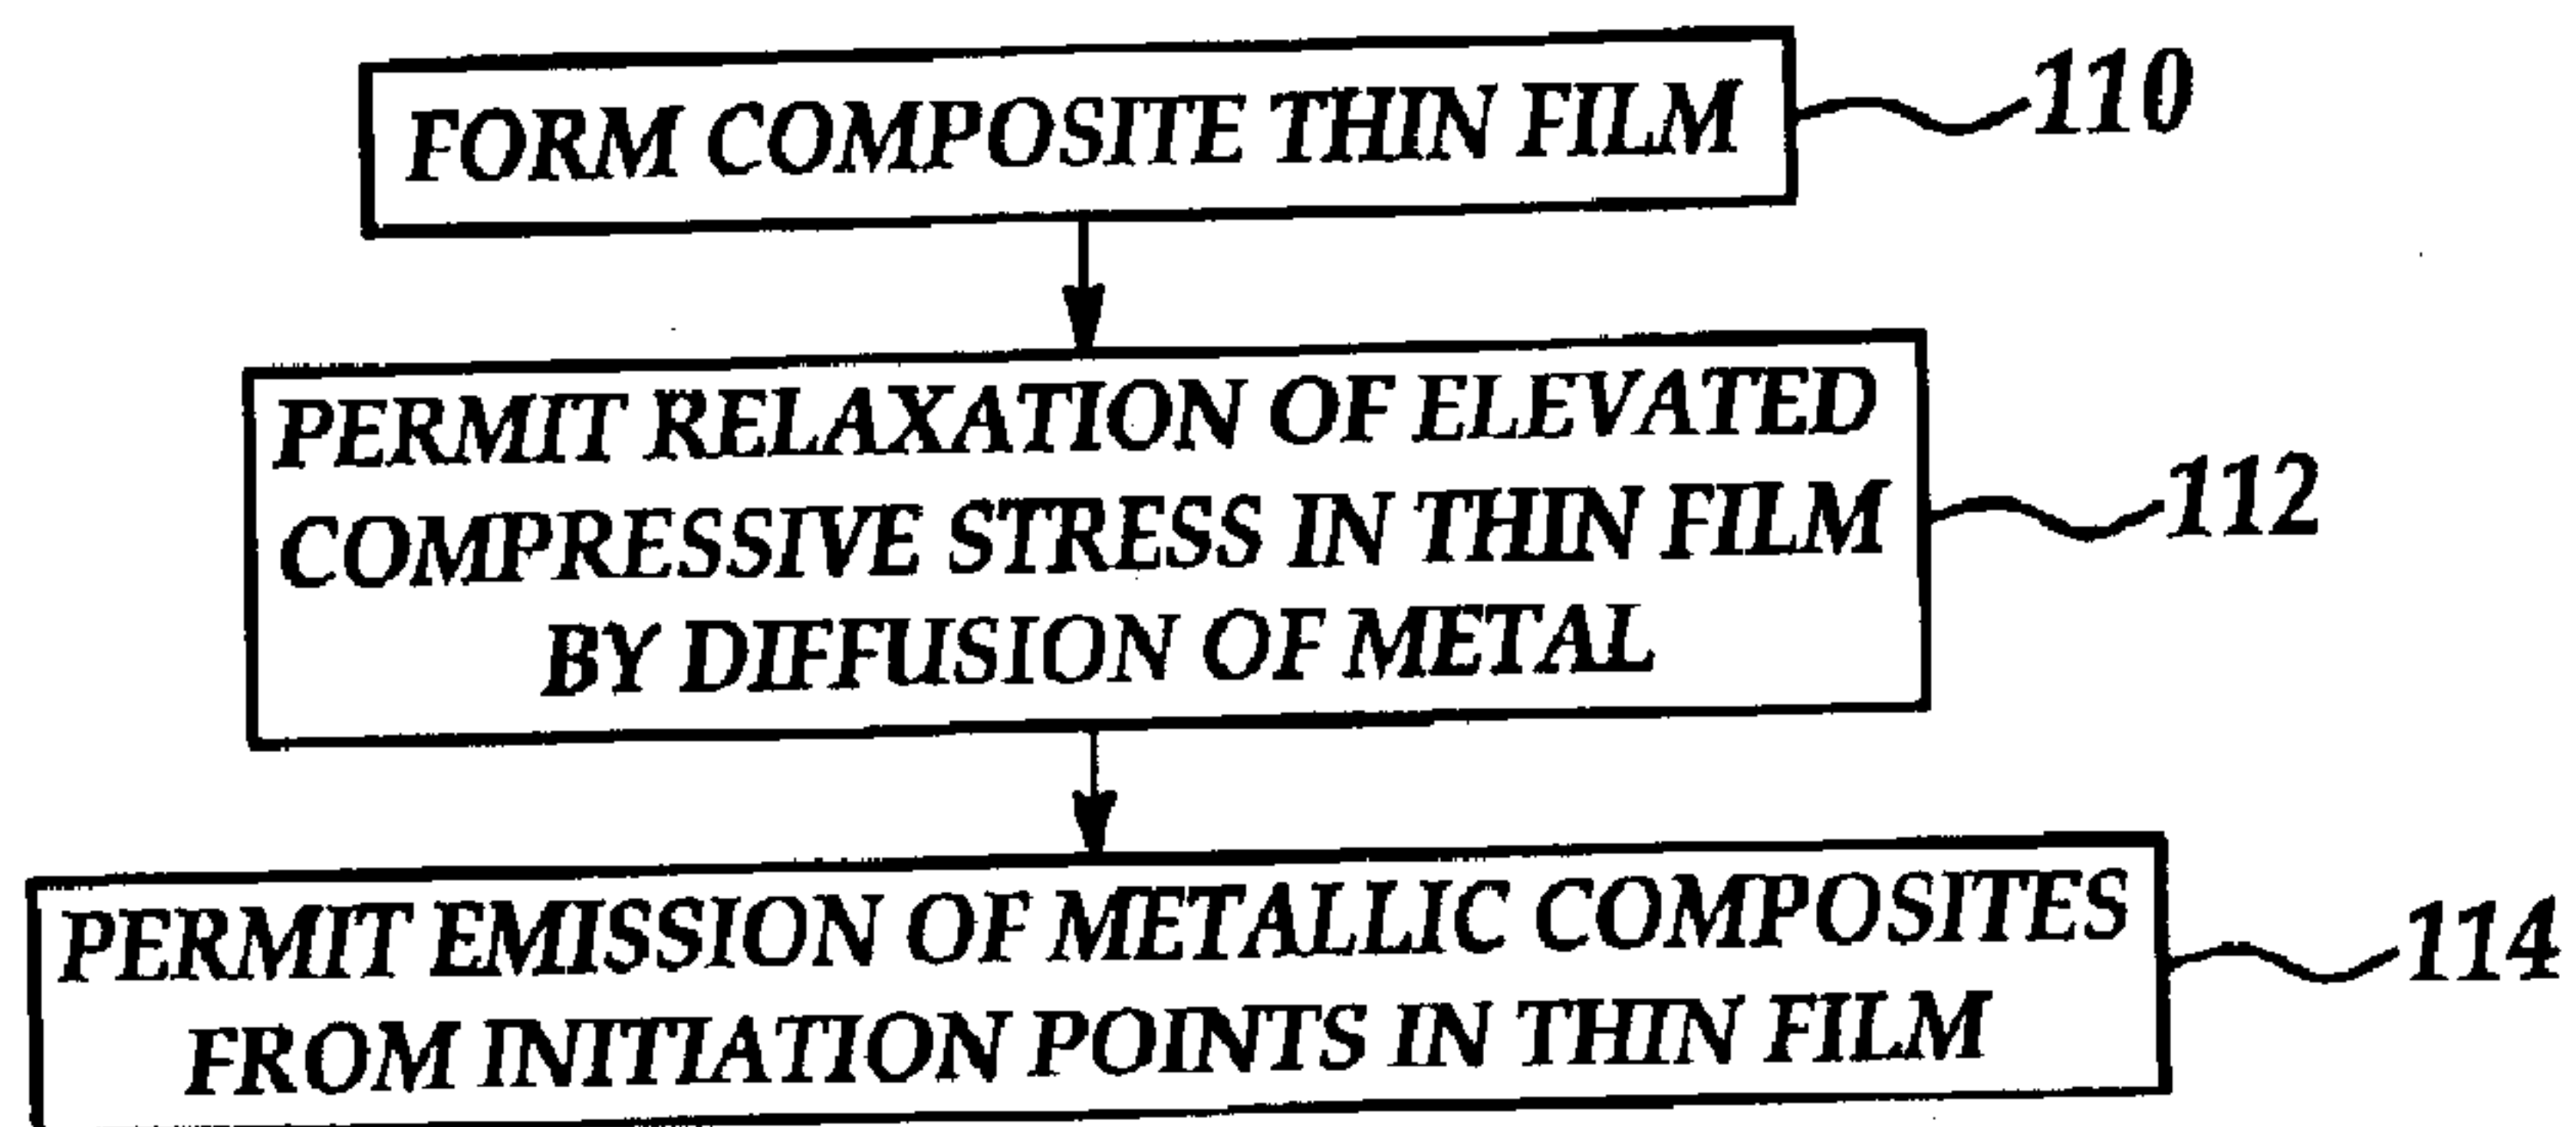 FORM COMPOSITE THIN FILM 110
PERMIT RELAXATION OF ELEVATED
COMPRESSIVE STRESS IN THIN FILM 112
BY DIFFUSION OF METAL
PERMIT EMISSION OF METALLIC COMPOSITES 114
FROM INITIATION POINTS IN THIN FILM